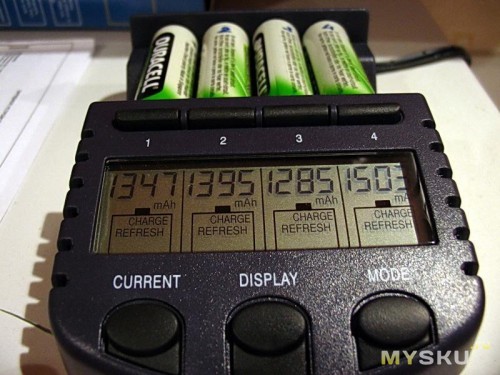 DURACELL
DURACELL
1 2 3 4
1347 1395 1285 1503
mAh mAh mAh mAh
CHARGE CHARGE CHARGE CHARGE
REFRESH REFRESH REFRESH REFRESH
CURRENT DISPLAY MODE
MYSKU